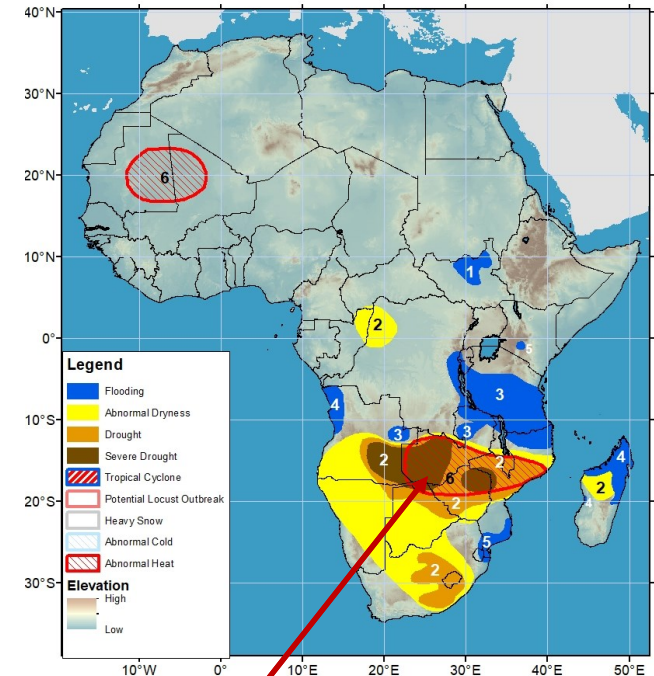 40°N
30°N
20°N
10°N
0°
10°S
20°S
30°S
6
1
2
5
3
4
3
3
2
2
4
2
6
4
2
5
2
Legend
Flooding
Abnormal Dryness
Drought
Severe Drought
Tropical Cyclone
Potential Locust Outbreak
Heavy Snow
Abnormal Cold
Abnormal Heat
Elevation
High
Low
10°W 0° 10°E 20°E 30°E 40°E 50°E